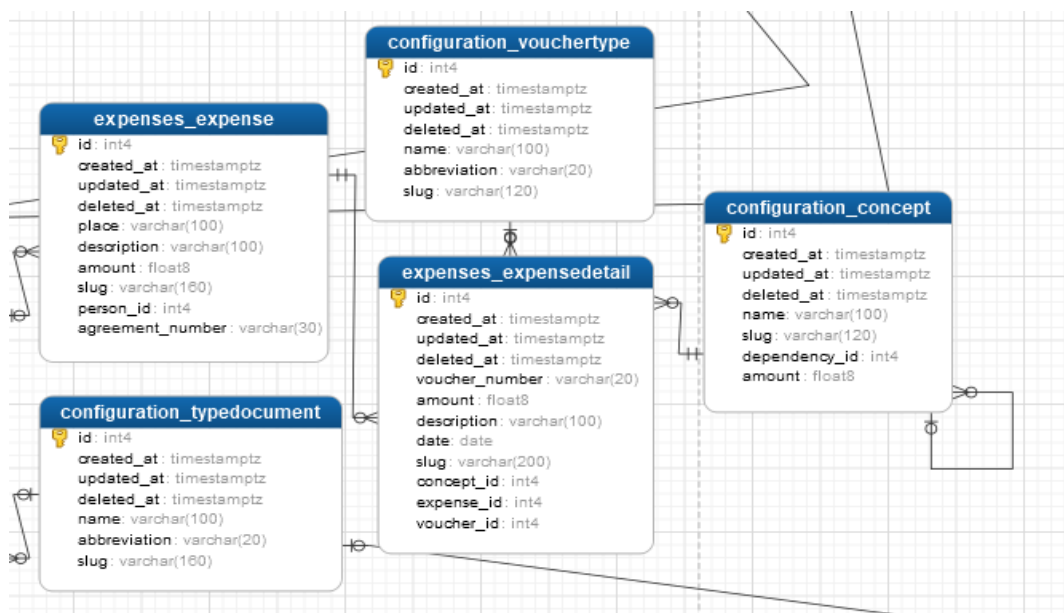 configuration_vouchertype
id: int4
created_at: timestamptz
updated_at: timestamptz
deleted_at: timestamptz
name: varchar(100)
abbreviation: varchar(20)
slug: varchar(120)
expenses_expense
id: int4
created_at: timestamptz
updated_at: timestamptz
deleted_at: timestamptz
place: varchar(100)
description: varchar(100)
amount: float8
slug: varchar(160)
person_id: int4
agreement_number: varchar(30)
configuration_concept
id: int4
created_at: timestamptz
updated_at: timestamptz
deleted_at: timestamptz
name: varchar(100)
slug: varchar(120)
dependency_id: int4
amount: float8
expenses_expensedetail
id: int4
created_at: timestamptz
updated_at: timestamptz
deleted_at: timestamptz
voucher_number: varchar(20)
amount: float8
description: varchar(100)
date: date
slug: varchar(200)
concept_id: int4
expense_id: int4
voucher_id: int4
configuration_typedocument
id: int4
created_at: timestamptz
updated_at: timestamptz
deleted_at: timestamptz
name: varchar(100)
abbreviation: varchar(20)
slug: varchar(160)